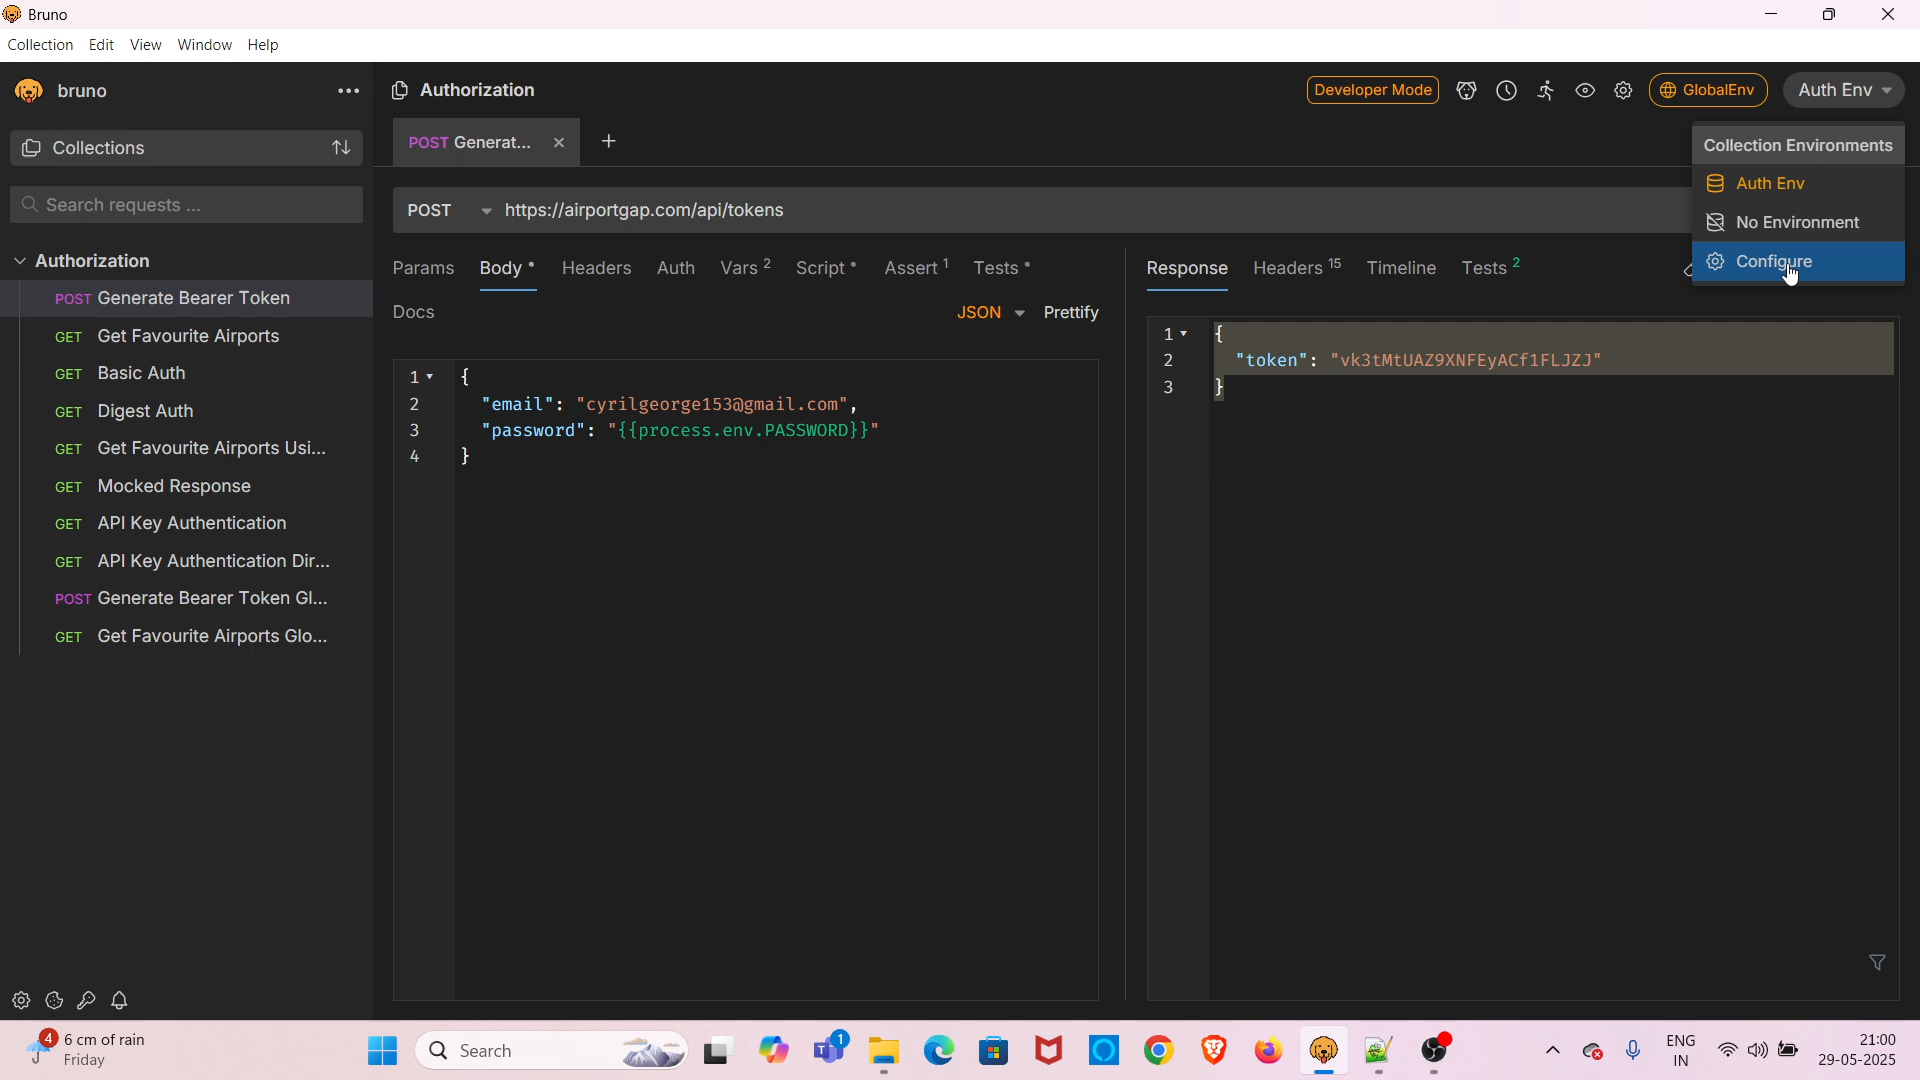 Bruno
Collection Edit View Window Help
bruno
Authorization
Developer Mode
GlobalEnv
Auth Env
Collections
POST Generat...
Collection Environments
Search requests ...
Auth Env
POST https://airportgap.com/api/tokens
No Environment
Configure
Authorization
Params Body Headers Auth Vars 2 Script Assert 1 Tests
Response Headers 15 Timeline Tests 2
Docs
JSON Prettify
POST Generate Bearer Token
GET Get Favourite Airports
GET Basic Auth
GET Digest Auth
GET Get Favourite Airports Usi...
GET Mocked Response
GET API Key Authentication
GET API Key Authentication Dir...
POST Generate Bearer Token Gl...
GET Get Favourite Airports Glo...
1 {
2 "email": "cyrilgeorge153@gmail.com",
3 "password": "{{process.env.PASSWORD}}"
4 }
1 {
2 "token": "vk3tMtUAZ9XNFEyACf1FLJZJ"
3 }
4
6 cm of rain
Friday
Search
1
ENG
IN
21:00
29-05-2025